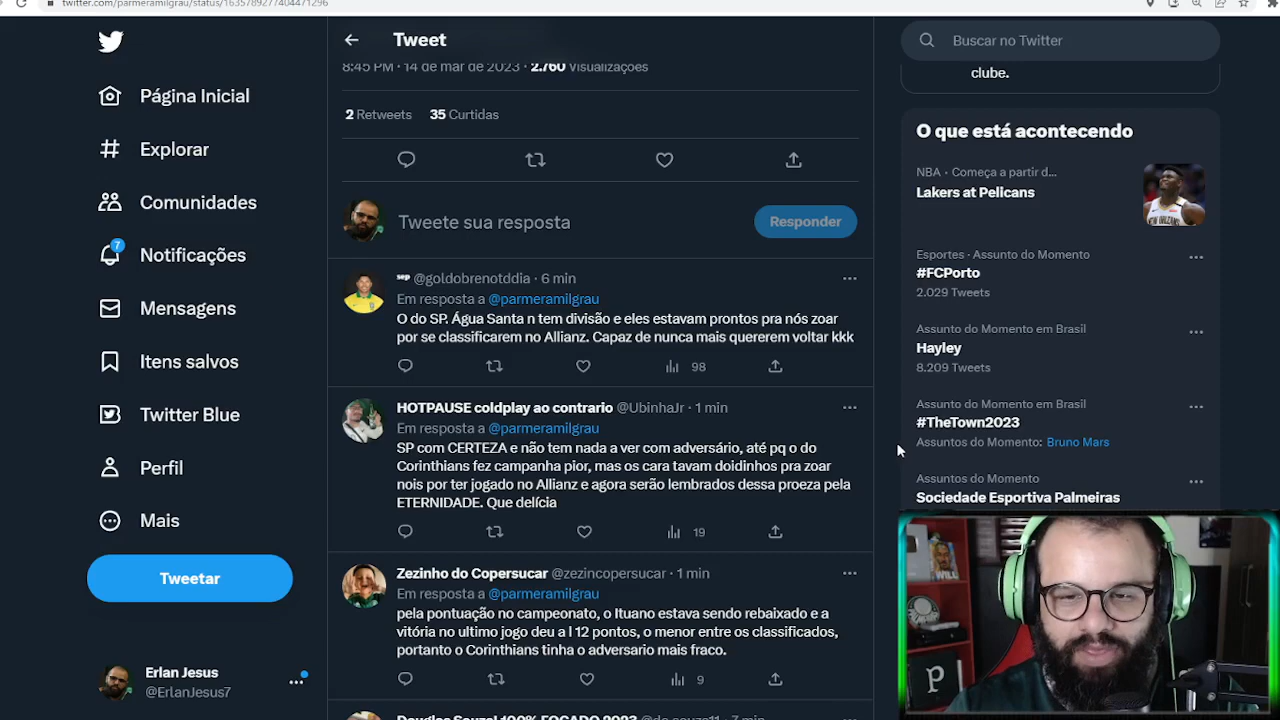 twitter.com/parmeramilgrau/status/1635789277404471296
Tweet
Buscar no Twitter
8:45 PM · 14 de mar de 2023 · 2.760 Visualizações
clube.
Página Inicial
Explorar
Comunidades
7
Notificações
Mensagens
Itens salvos
Twitter Blue
Perfil
Mais
Tweetar
Erlan Jesus
@ErlanJesus7
2 Retweets 35 Curtidas
Tweete sua resposta
Responder
SEP @goldobrenotddia · 6 min
Em resposta a @parmeramilgrau
O do SP. Água Santa n tem divisão e eles estavam prontos pra nós zoar
por se classificarem no Allianz. Capaz de nunca mais quererem voltar kkk
98
HOTPAUSE coldplay ao contrario @UbinhaJr · 1 min
Em resposta a @parmeramilgrau
SP com CERTEZA e não tem nada a ver com adversário, até pq o do
Corinthians fez campanha pior, mas os cara tavam doidinhos pra zoar
nois por ter jogado no Allianz e agora serão lembrados dessa proeza pela
ETERNIDADE. Que delícia
19
Zezinho do Copersucar @zezincopersucar · 1 min
Em resposta a @parmeramilgrau
pela pontuação no campeonato, o Ituano estava sendo rebaixado e a
vitória no ultimo jogo deu a l 12 pontos, o menor entre os classificados,
portanto o Corinthians tinha o adversario mais fraco.
9
O que está acontecendo
NBA · Começa a partir d...
Lakers at Pelicans
Esportes · Assunto do Momento
#FCPorto
2.029 Tweets
Assunto do Momento em Brasil
Hayley
8.209 Tweets
Assunto do Momento em Brasil
#TheTown2023
Assuntos do Momento: Bruno Mars
Assuntos do Momento
Sociedade Esportiva Palmeiras